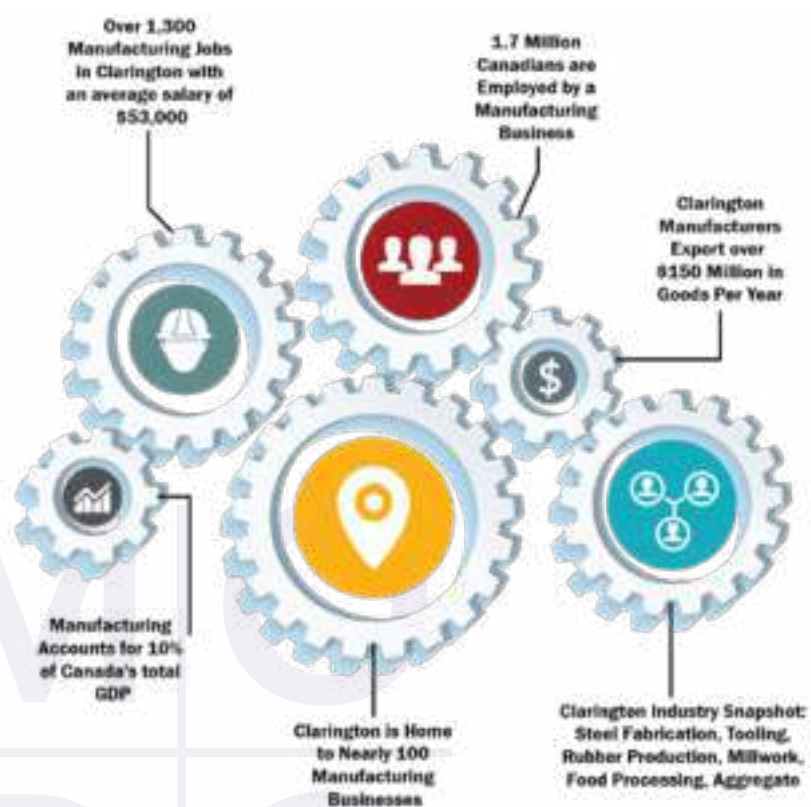 Over 1,300
Manufacturing Jobs
in Clarington with
an average salary of
$53,000
1.7 Million
Canadians are
Employed by a
Manufacturing
Business
Clarington
Manufacturers
Export over
$150 Million in
Goods Per Year
$
Manufacturing
Accounts for 10%
of Canada's total
GDP
Clarington is Home
to Nearly 100
Manufacturing
Businesses
Clarington Industry Snapshot:
Steel Fabrication, Tooling,
Rubber Production, Millwork,
Food Processing, Aggregate